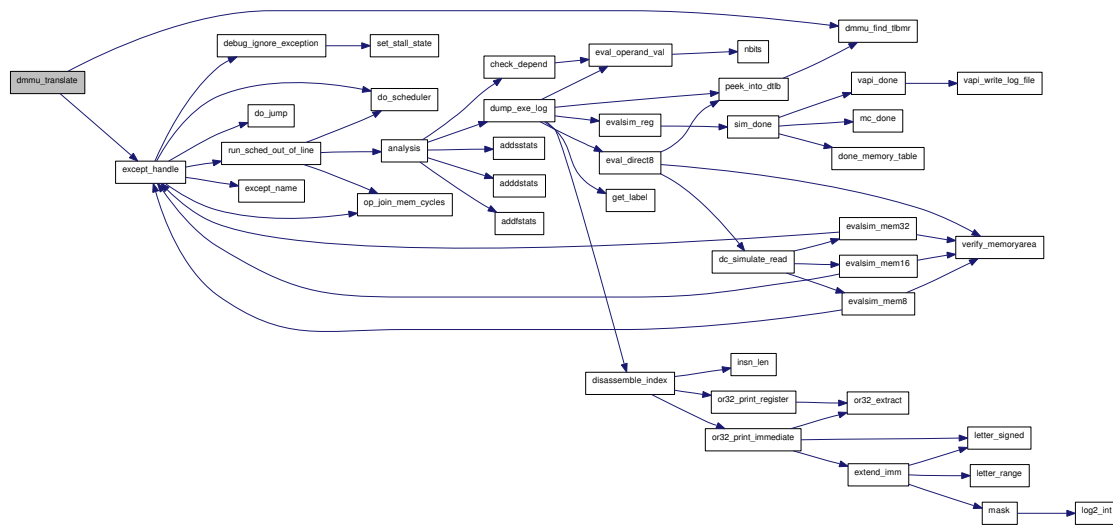 dmmu_translate
except_handle
debug_ignore_exception
set_stall_state
do_scheduler
do_jump
run_sched_out_of_line
except_name
op_join_mem_cycles
analysis
check_depend
dump_exe_log
addsstats
adddstats
addfstats
eval_operand_val
nbits
evalsim_reg
eval_direct8
get_label
peek_into_dtlb
dmmu_find_tlbmr
sim_done
vapi_done
vapi_write_log_file
mc_done
done_memory_table
dc_simulate_read
evalsim_mem32
evalsim_mem16
evalsim_mem8
verify_memoryarea
disassemble_index
insn_len
or32_print_register
or32_print_immediate
or32_extract
extend_imm
letter_signed
letter_range
mask
log2_int